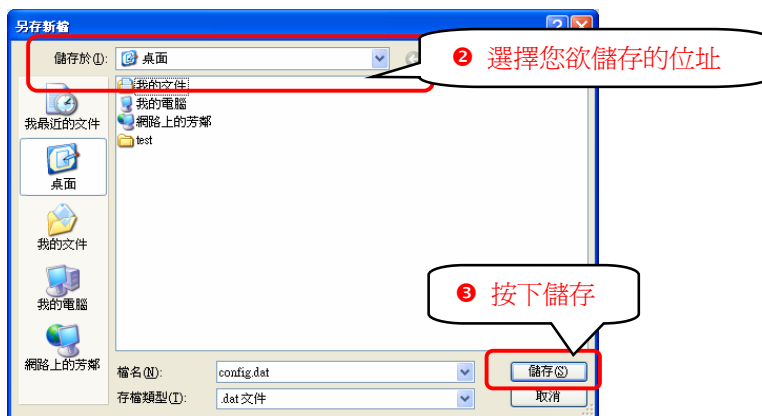 另存新檔
儲存於(I):
桌面
❷ 選擇您欲儲存的位址
我的文件
我的電腦
網路上的芳鄰
test
我最近的文件
桌面
我的文件
我的電腦
網路上的芳鄰
❸ 按下儲存
檔名(N):
config.dat
儲存(S)
存檔類型(T):
.dat 文件
取消